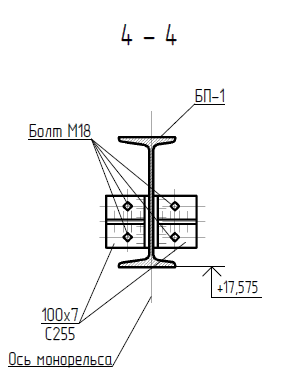 4 – 4
БП-1
Болт М18
+17,575
100х7
С255
Ось монорельса